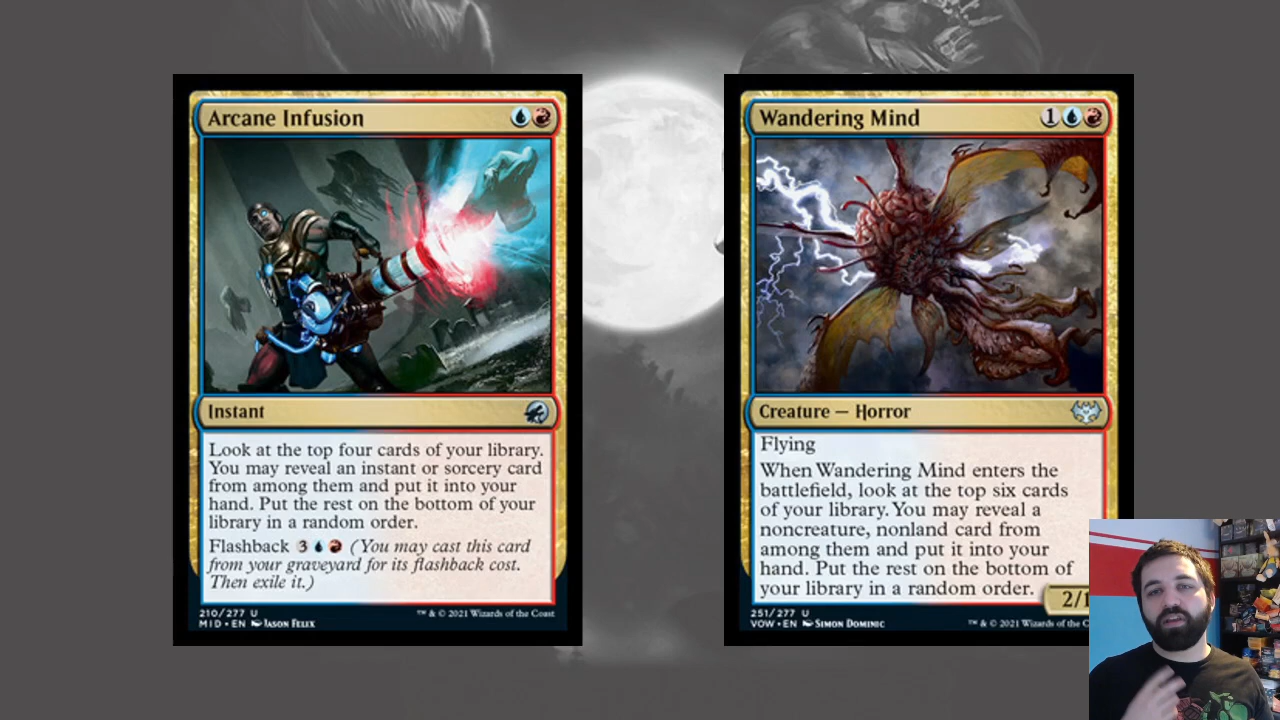 Arcane Infusion
Instant
Look at the top four cards of your library.
You may reveal an instant or sorcery card
from among them and put it into your
hand. Put the rest on the bottom of your
library in a random order.
Flashback 3 (You may cast this card
from your graveyard for its flashback cost.
Then exile it.)
210/277 U
MID • EN Jason Felix
™ & © 2021 Wizards of the Coast
Wandering Mind 1
Creature — Horror
Flying
When Wandering Mind enters the
battlefield, look at the top six cards
of your library. You may reveal a
noncreature, nonland card from
among them and put it into your
hand. Put the rest on the bottom of
your library in a random order.
2/1
251/277 U
VOW • EN Simon Dominic
™ & © 2021 Wizards of the C